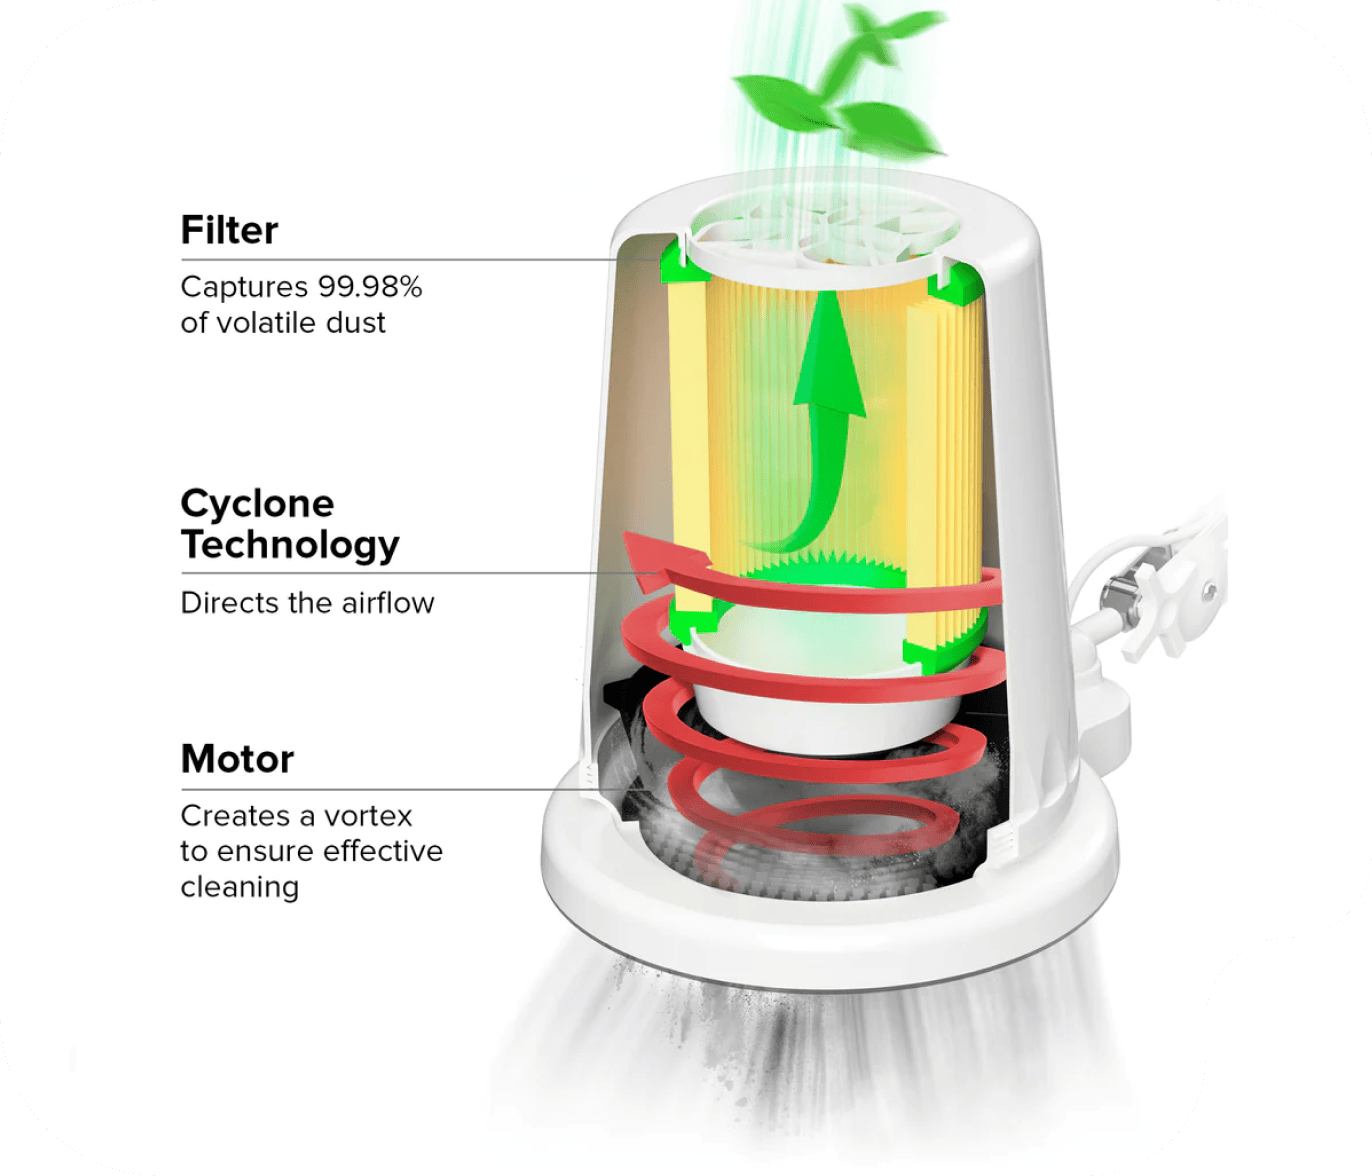 Filter
Captures 99.98%
of volatile dust
Cyclone
Technology
Directs the airflow
Motor
Creates a vortex
to ensure effective
cleaning